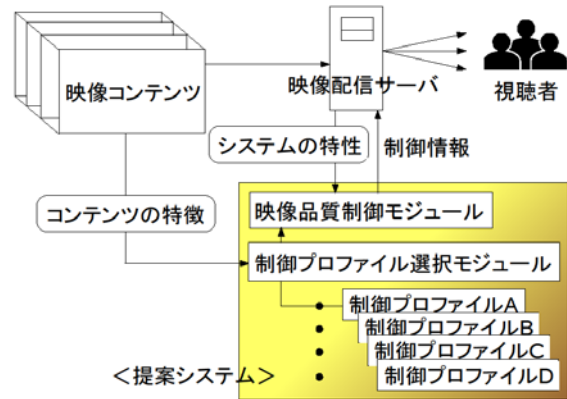 映像コンテンツ
映像配信サーバ
視聴者
システムの特性
制御情報
コンテンツの特徴
映像品質制御モジュール
制御プロファイル選択モジュール
制御プロファイルA
制御プロファイルB
制御プロファイルC
制御プロファイルD
＜提案システム＞